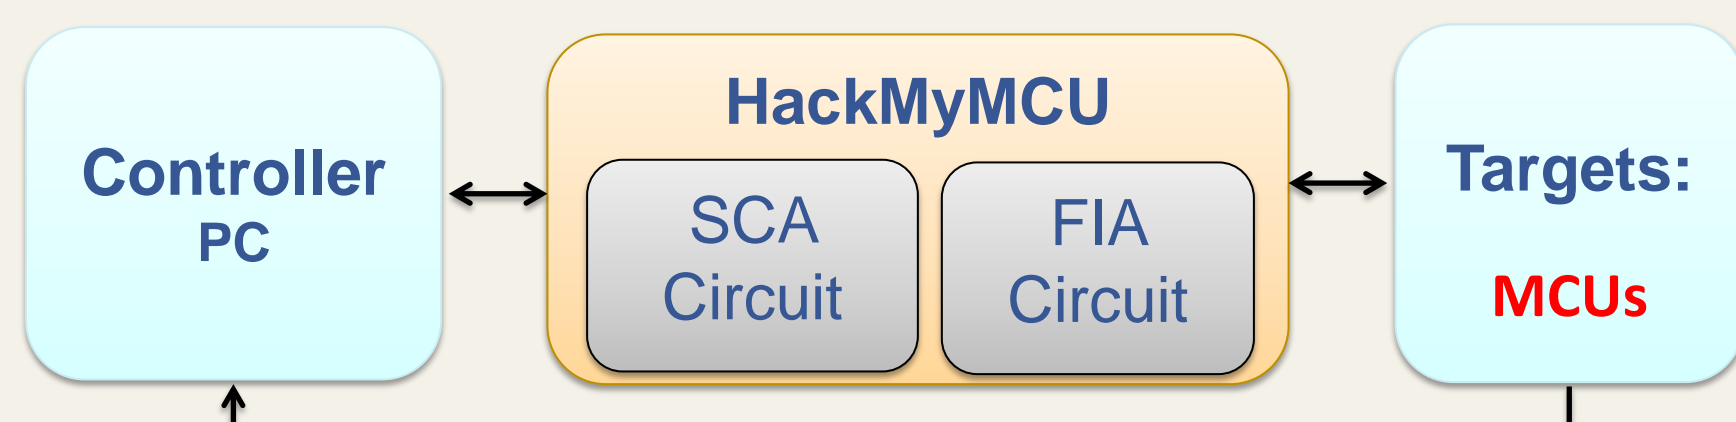 Controller
PC
HackMyMCU
SCA
Circuit
FIA
Circuit
Targets:
MCUs